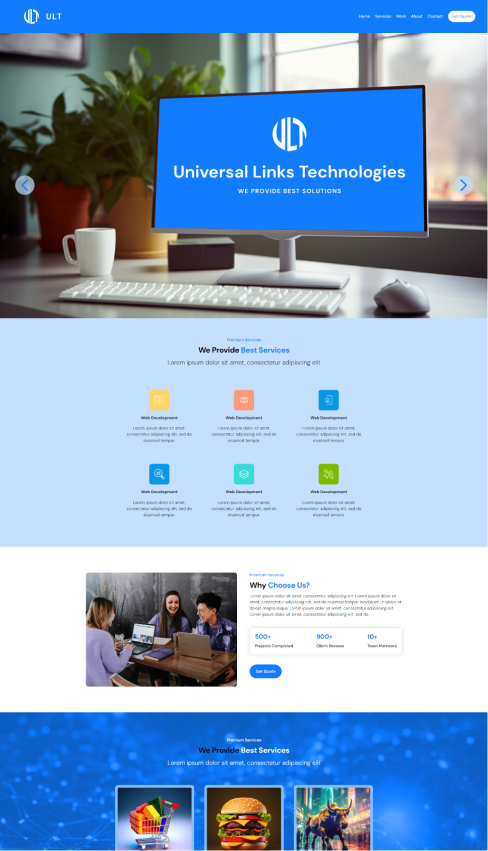 ULT
Home Services Work About Contact Get Quote
ULT
Universal Links Technologies
WE PROVIDE BEST SOLUTIONS
Premium Services
We Provide Best Services
Lorem ipsum dolor sit amet, consectetur adipiscing elit
Web Development Web Development Web Development
Lorem ipsum dolor sit amet, Lorem ipsum dolor sit amet, Lorem ipsum dolor sit amet,
consectetur adipiscing elit, sed do consectetur adipiscing elit, sed do consectetur adipiscing elit, sed do
eiusmod tempor. eiusmod tempor. eiusmod tempor.
Web Development Web Development Web Development
Lorem ipsum dolor sit amet, Lorem ipsum dolor sit amet, Lorem ipsum dolor sit amet,
consectetur adipiscing elit, sed do consectetur adipiscing elit, sed do consectetur adipiscing elit, sed do
eiusmod tempor. eiusmod tempor. eiusmod tempor.
Premium Services
Why Choose Us?
Lorem ipsum dolor sit amet, consectetur adipiscing elit Lorem ipsum dolor sit
amet, consectetur adipiscing elit, sed do eiusmod tempor incididunt ut labore et
dolore magna aliqua. Lorem ipsum dolor sit amet, consectetur adipiscing elit
Lorem ipsum dolor sit amet, consectetur adipiscing elit, sed do.
500+ 900+ 10+
Projects Completed Client Reviews Team Members
Get Quote
Premium Services
We Provide Best Services
Lorem ipsum dolor sit amet, consectetur adipiscing elit